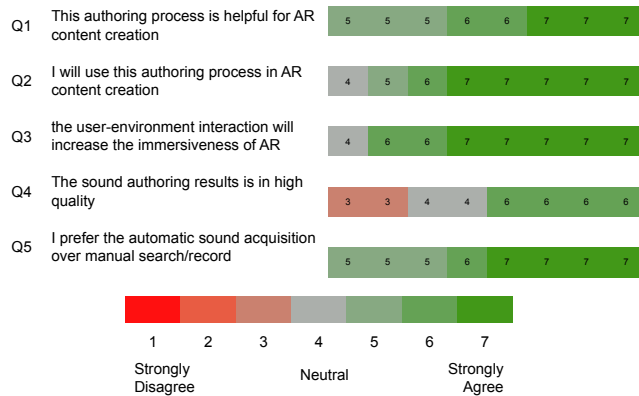 Q1 This authoring process is helpful for AR content creation
5 5 5 6 6 7 7 7
Q2 I will use this authoring process in AR content creation
4 5 6 7 7 7 7 7
Q3 the user-environment interaction will increase the immersiveness of AR
4 6 6 7 7 7 7 7
Q4 The sound authoring results is in high quality
3 3 4 4 6 6 6 6
Q5 I prefer the automatic sound acquisition over manual search/record
5 5 5 6 7 7 7 7
1 2 3 4 5 6 7
Strongly Disagree Neutral Strongly Agree